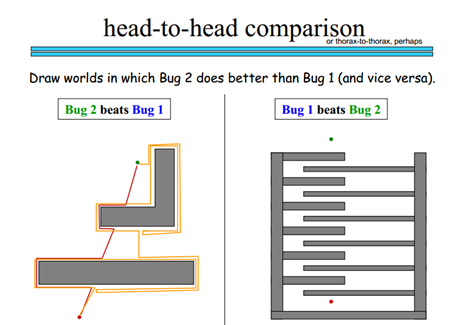 head-to-head comparison
or thorax-to-thorax, perhaps
Draw worlds in which Bug 2 does better than Bug 1 (and vice versa).
Bug 2 beats Bug 1
Bug 1 beats Bug 2